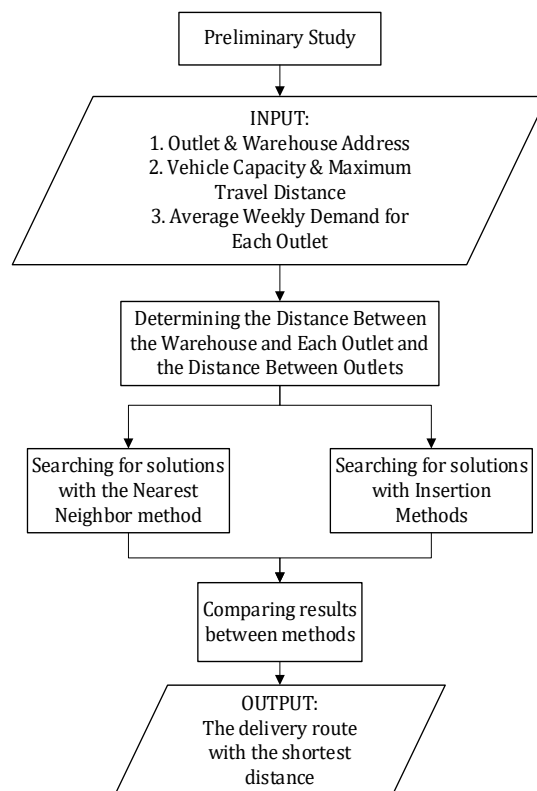 Preliminary Study
INPUT:
1. Outlet & Warehouse Address
2. Vehicle Capacity & Maximum
Travel Distance
3. Average Weekly Demand for
Each Outlet
Determining the Distance Between
the Warehouse and Each Outlet and
the Distance Between Outlets
Searching for solutions
with the Nearest
Neighbor method
Searching for solutions
with Insertion
Methods
Comparing results
between methods
OUTPUT:
The delivery route
with the shortest
distance